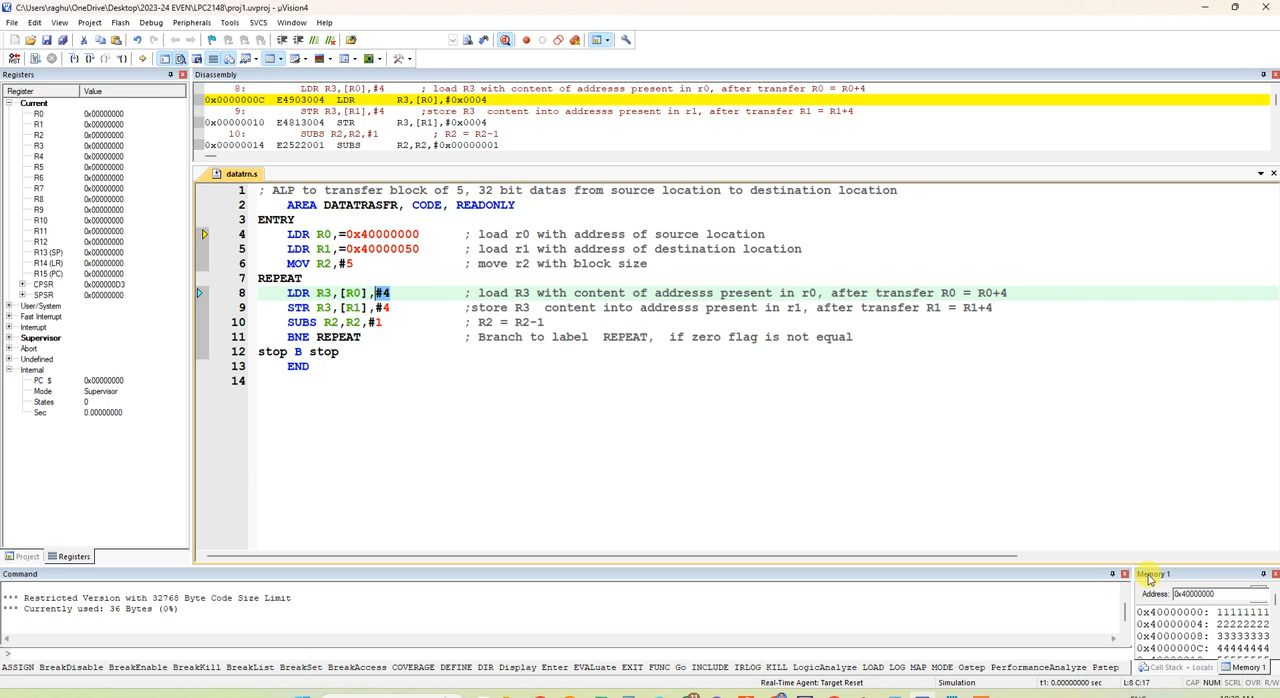 C:\Users\raghu\OneDrive\Desktop\2023-24 EVEN\LPC2148\proj1.uvproj - µVision4
File Edit View Project Flash Debug Peripherals Tools SVCS Window Help
Registers
Register Value
Current
R0 0x00000000
R1 0x00000000
R2 0x00000000
R3 0x00000000
R4 0x00000000
R5 0x00000000
R6 0x00000000
R7 0x00000000
R8 0x00000000
R9 0x00000000
R10 0x00000000
R11 0x00000000
R12 0x00000000
R13 (SP) 0x00000000
R14 (LR) 0x00000000
R15 (PC) 0x00000000
CPSR 0x000000D3
SPSR 0x00000000
User/System
Fast Interrupt
Interrupt
Supervisor
Abort
Undefined
Internal
PC $ 0x00000000
Mode Supervisor
States 0
Sec 0.00000000
Project Registers
Disassembly
8: LDR R3,[R0],#4 ; load R3 with content of addresss present in r0, after transfer R0 = R0+4
0x0000000C E4903004 LDR R3,[R0],#0x0004
9: STR R3,[R1],#4 ;store R3 content into addresss present in r1, after transfer R1 = R1+4
0x00000010 E4813004 STR R3,[R1],#0x0004
10: SUBS R2,R2,#1 ; R2 = R2-1
0x00000014 E2522001 SUBS R2,R2,#0x00000001
datatrn.s
1 ; ALP to transfer block of 5, 32 bit datas from source location to destination location
2 AREA DATATRASFR, CODE, READONLY
3 ENTRY
4 LDR R0,=0x40000000 ; load r0 with address of source location
5 LDR R1,=0x40000050 ; load r1 with address of destination location
6 MOV R2,#5 ; move r2 with block size
7 REPEAT
8 LDR R3,[R0],#4 ; load R3 with content of addresss present in r0, after transfer R0 = R0+4
9 STR R3,[R1],#4 ;store R3 content into addresss present in r1, after transfer R1 = R1+4
10 SUBS R2,R2,#1 ; R2 = R2-1
11 BNE REPEAT ; Branch to label REPEAT, if zero flag is not equal
12 stop B stop
13 END
14
Command
*** Restricted Version with 32768 Byte Code Size Limit
*** Currently used: 36 Bytes (0%)
>
ASSIGN BreakDisable BreakEnable BreakKill BreakList BreakSet BreakAccess COVERAGE DEFINE DIR Display Enter EVALuate EXIT FUNC Go INCLUDE IRLOG KILL LogicAnalyze LOAD LOG MAP MODE Ostep PerformanceAnalyze Pstep
Memory 1
Address: 0x40000000
0x40000000: 11111111
0x40000004: 22222222
0x40000008: 33333333
0x4000000C: 44444444
Call Stack + Locals Memory 1
Real-Time Agent: Target Reset Simulation t1: 0.00000000 sec L:8 C:17 CAP NUM SCRL OVR R/W